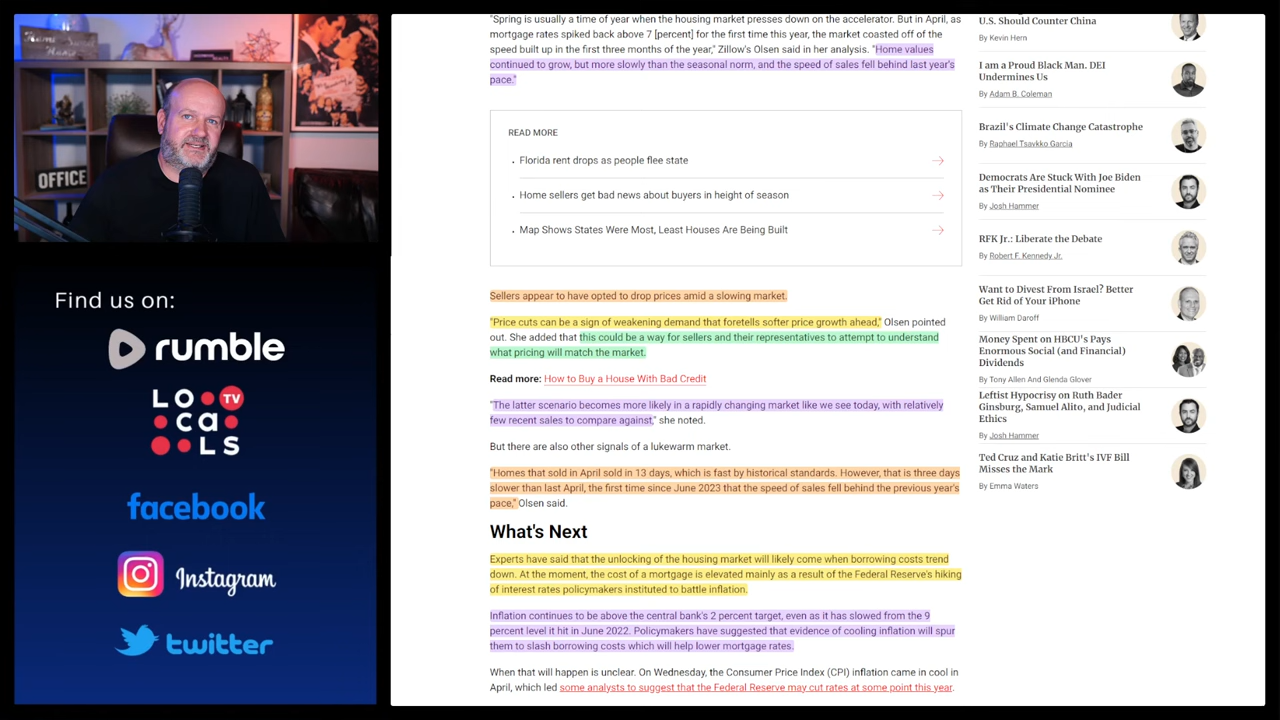 OFFICE
Find us on:
rumble
LO TV
ca
LS
facebook
Instagram
twitter
"Spring is usually a time of year when the housing market presses down on the accelerator. But in April, as
mortgage rates spiked back above 7 [percent] for the first time this year, the market coasted off of the
speed built up in the first three months of the year," Zillow's Olsen said in her analysis. "Home values
continued to grow, but more slowly than the seasonal norm, and the speed of sales fell behind last year's
pace."
READ MORE
• Florida rent drops as people flee state →
• Home sellers get bad news about buyers in height of season →
• Map Shows States Were Most, Least Houses Are Being Built →
Sellers appear to have opted to drop prices amid a slowing market.
"Price cuts can be a sign of weakening demand that foretells softer price growth ahead," Olsen pointed
out. She added that this could be a way for sellers and their representatives to attempt to understand
what pricing will match the market.
Read more: How to Buy a House With Bad Credit
"The latter scenario becomes more likely in a rapidly changing market like we see today, with relatively
few recent sales to compare against," she noted.
But there are also other signals of a lukewarm market.
"Homes that sold in April sold in 13 days, which is fast by historical standards. However, that is three days
slower than last April, the first time since June 2023 that the speed of sales fell behind the previous year's
pace," Olsen said.
What's Next
Experts have said that the unlocking of the housing market will likely come when borrowing costs trend
down. At the moment, the cost of a mortgage is elevated mainly as a result of the Federal Reserve's hiking
of interest rates policymakers instituted to battle inflation.
Inflation continues to be above the central bank's 2 percent target, even as it has slowed from the 9
percent level it hit in June 2022. Policymakers have suggested that evidence of cooling inflation will spur
them to slash borrowing costs which will help lower mortgage rates.
When that will happen is unclear. On Wednesday, the Consumer Price Index (CPI) inflation came in cool in
April, which led some analysts to suggest that the Federal Reserve may cut rates at some point this year.
U.S. Should Counter China
By Kevin Hern
I am a Proud Black Man. DEI
Undermines Us
By Adam B. Coleman
Brazil's Climate Change Catastrophe
By Raphael Tsavkko Garcia
Democrats Are Stuck With Joe Biden
as Their Presidential Nominee
By Josh Hammer
RFK Jr.: Liberate the Debate
By Robert F. Kennedy Jr.
Want to Divest From Israel? Better
Get Rid of Your iPhone
By William Daroff
Money Spent on HBCU's Pays
Enormous Social (and Financial)
Dividends
By Tony Allen And Glenda Glover
Leftist Hypocrisy on Ruth Bader
Ginsburg, Samuel Alito, and Judicial
Ethics
By Josh Hammer
Ted Cruz and Katie Britt's IVF Bill
Misses the Mark
By Emma Waters